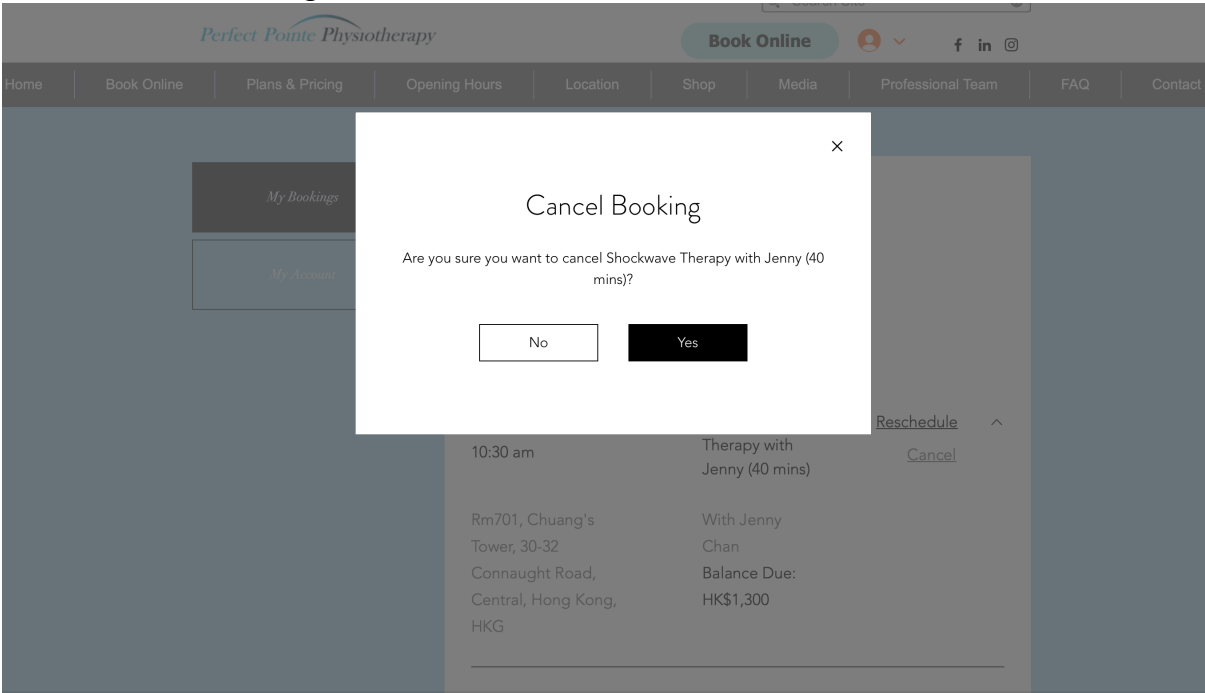 Perfect Pointe Physiotherapy
Book Online
f in
Home Book Online Plans & Pricing Opening Hours Location Shop Media Professional Team FAQ Contact
My Bookings
My Account
Cancel Booking
Are you sure you want to cancel Shockwave Therapy with Jenny (40
mins)?
No Yes
Reschedule
10:30 am
Therapy with
Jenny (40 mins)
Cancel
Rm701, Chuang's
Tower, 30-32
Connaught Road,
Central, Hong Kong,
HKG
With Jenny
Chan
Balance Due:
HK$1,300